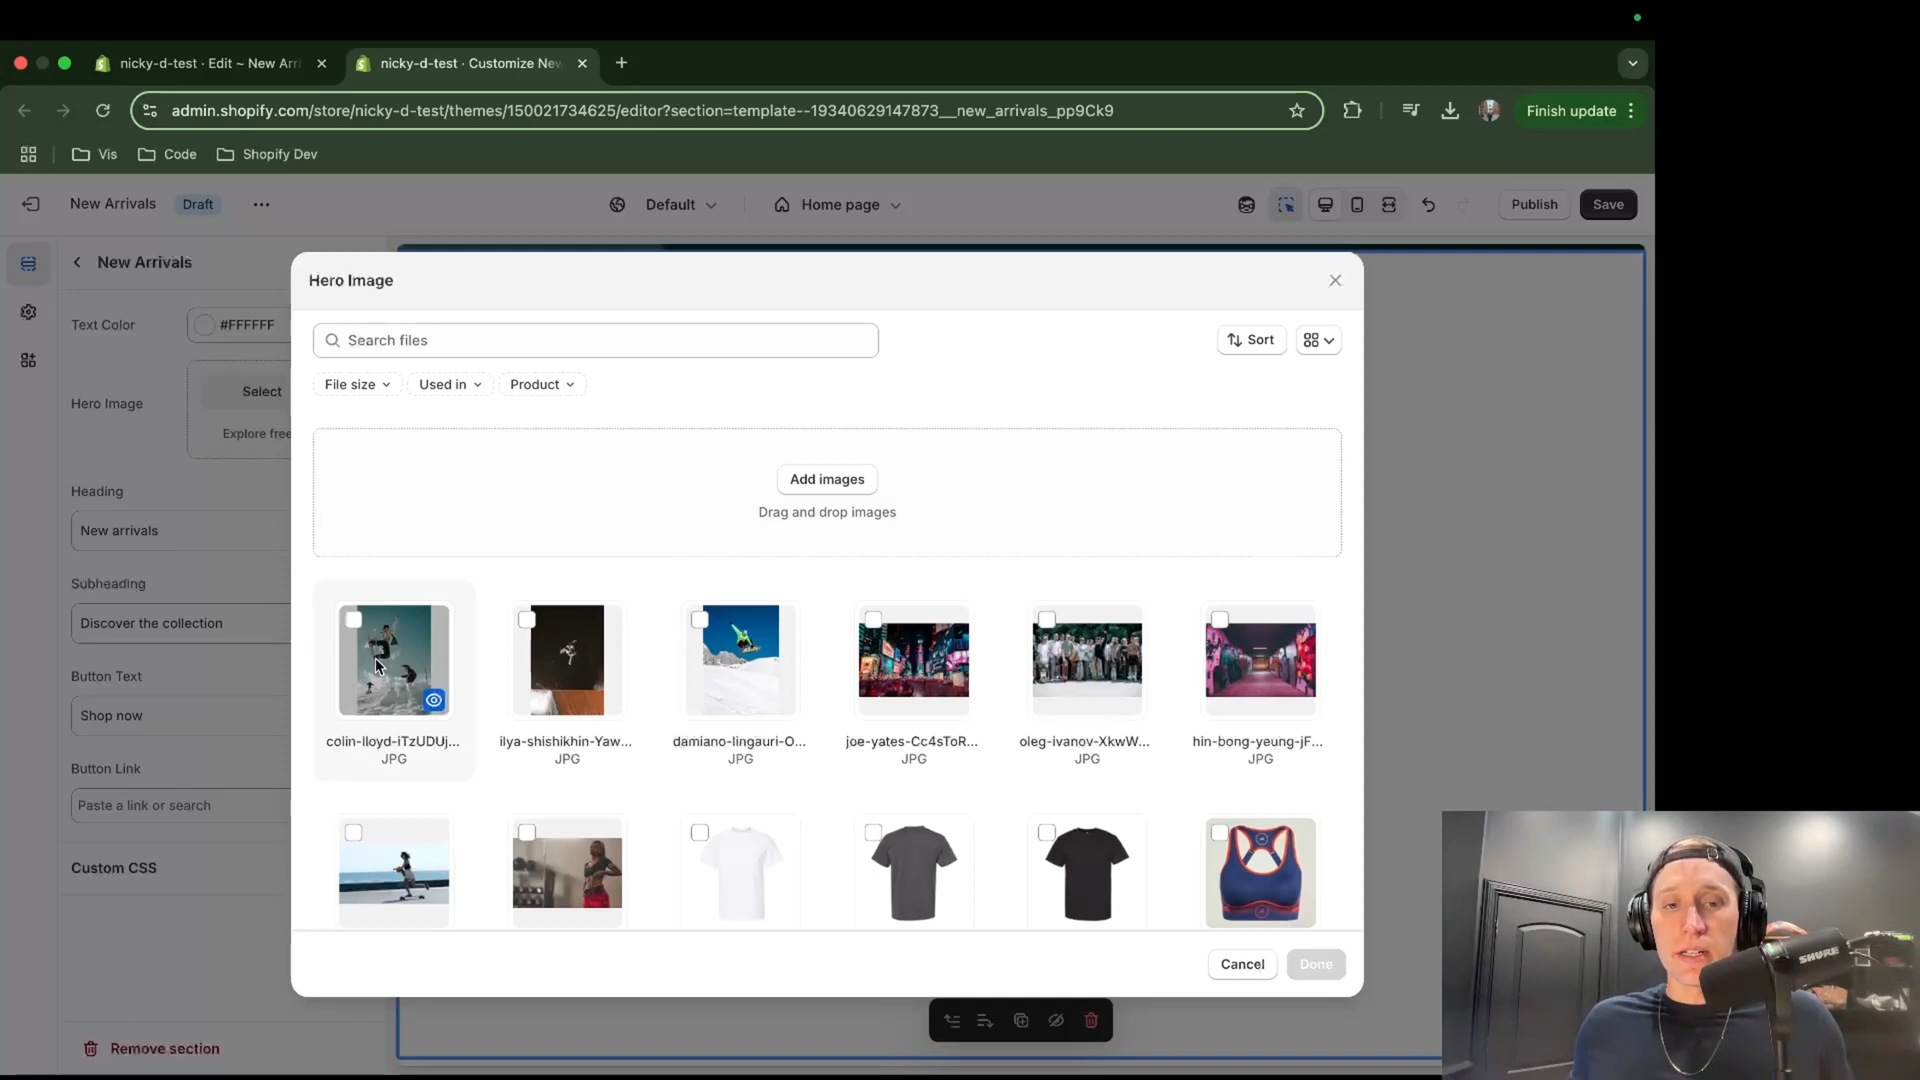 nicky-d-test · Edit ~ New Arri
nicky-d-test · Customize New
admin.shopify.com/store/nicky-d-test/themes/150021734625/editor?section=template--19340629147873__new_arrivals_pp9Ck9
Finish update
Vis
Code
Shopify Dev
New Arrivals
Draft
Default
Home page
Publish
Save
New Arrivals
Text Color
#FFFFFF
Hero Image
Select
Explore free
Heading
New arrivals
Subheading
Discover the collection
Button Text
Shop now
Button Link
Paste a link or search
Custom CSS
Remove section
Hero Image
Search files
Sort
File size
Used in
Product
Add images
Drag and drop images
colin-lloyd-iTzUDUj...
JPG
ilya-shishikhin-Yaw...
JPG
damiano-lingauri-O...
JPG
joe-yates-Cc4sToR...
JPG
oleg-ivanov-XkwW...
JPG
hin-bong-yeung-jF...
JPG
Cancel
Done
SHURE